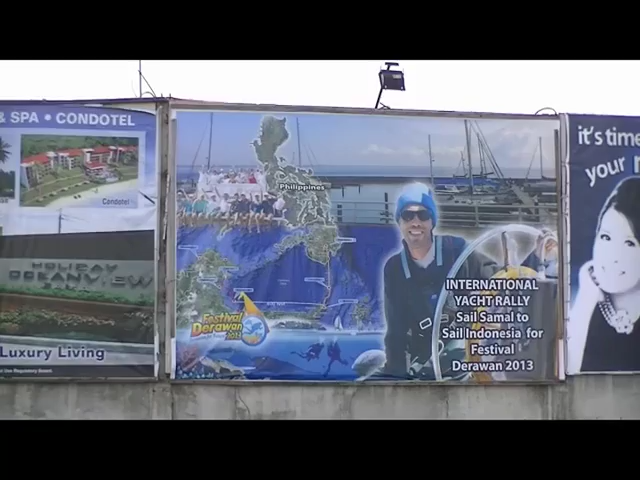 & SPA • CONDOTEL
Condotel
HOLIDAY
OCEANVIEW
Luxury Living
Philippines
Festival
Derawan
2013
INTERNATIONAL
YACHT RALLY
Sail Samal to
Sail Indonesia for
Festival
Derawan 2013
it's time
your